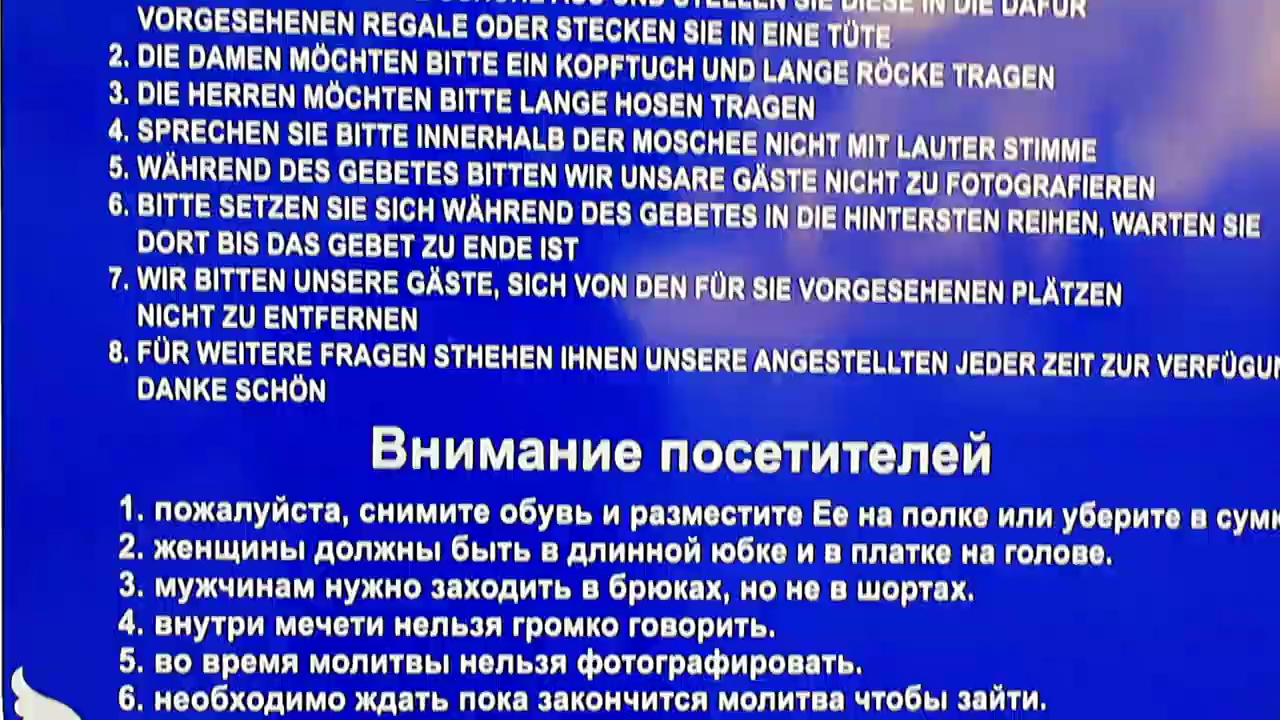 UND STELLEN SIE DIESE IN DIE DAFÜR
VORGESEHENEN REGALE ODER STECKEN SIE IN EINE TÜTE
2. DIE DAMEN MÖCHTEN BITTE EIN KOPFTUCH UND LANGE RÖCKE TRAGEN
3. DIE HERREN MÖCHTEN BITTE LANGE HOSEN TRAGEN
4. SPRECHEN SIE BITTE INNERHALB DER MOSCHEE NICHT MIT LAUTER STIMME
5. WÄHREND DES GEBETES BITTEN WIR UNSARE GÄSTE NICHT ZU FOTOGRAFIEREN
6. BITTE SETZEN SIE SICH WÄHREND DES GEBETES IN DIE HINTERSTEN REIHEN, WARTEN SIE
DORT BIS DAS GEBET ZU ENDE IST
7. WIR BITTEN UNSERE GÄSTE, SICH VON DEN FÜR SIE VORGESEHENEN PLÄTZEN
NICHT ZU ENTFERNEN
8. FÜR WEITERE FRAGEN STHEHEN IHNEN UNSERE ANGESTELLTEN JEDER ZEIT ZUR
DANKE SCHÖN
Внимание посетителей
1. пожалуйста, снимите обувь и разместите Ее на полке или уберите в
2. женщины должны быть в длинной юбке и в платке на голове.
3. мужчинам нужно заходить в брюках, но не в шортах.
4. внутри мечети нельзя громко говорить.
5. во время молитвы нельзя фотографировать.
6. необходимо ждать пока закончится молитва чтобы зайти.